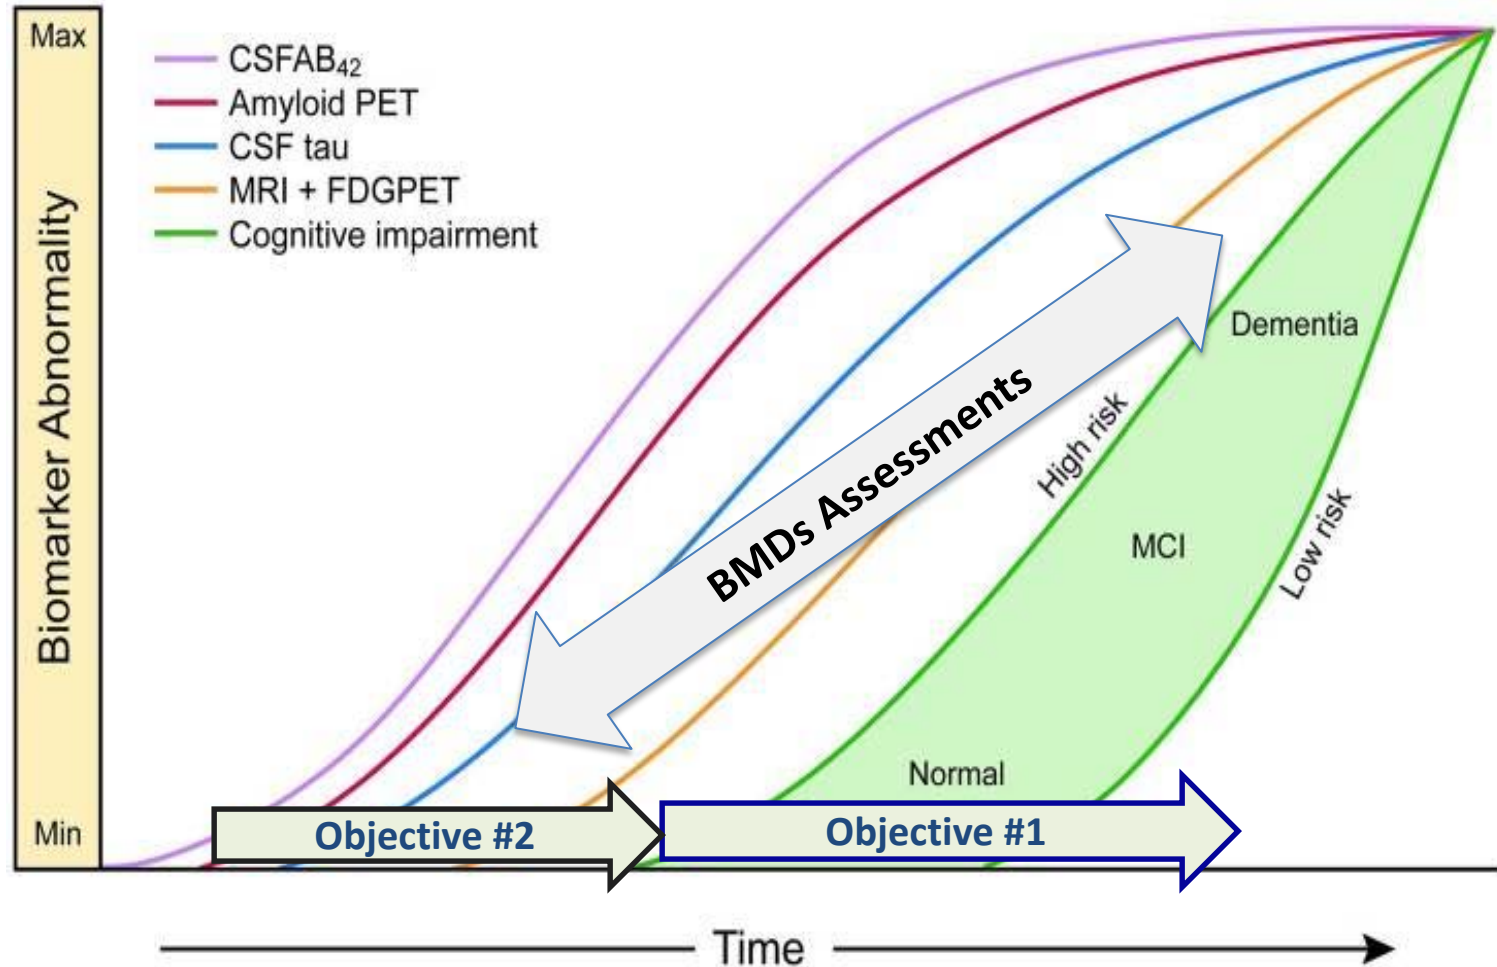 Max
Biomarker Abnormality
Min
CSFAB₄₂
Amyloid PET
CSF tau
MRI + FDGPET
Cognitive impairment
BMDs Assessments
High risk
Low risk
Dementia
MCI
Normal
Objective #2
Objective #1
Time